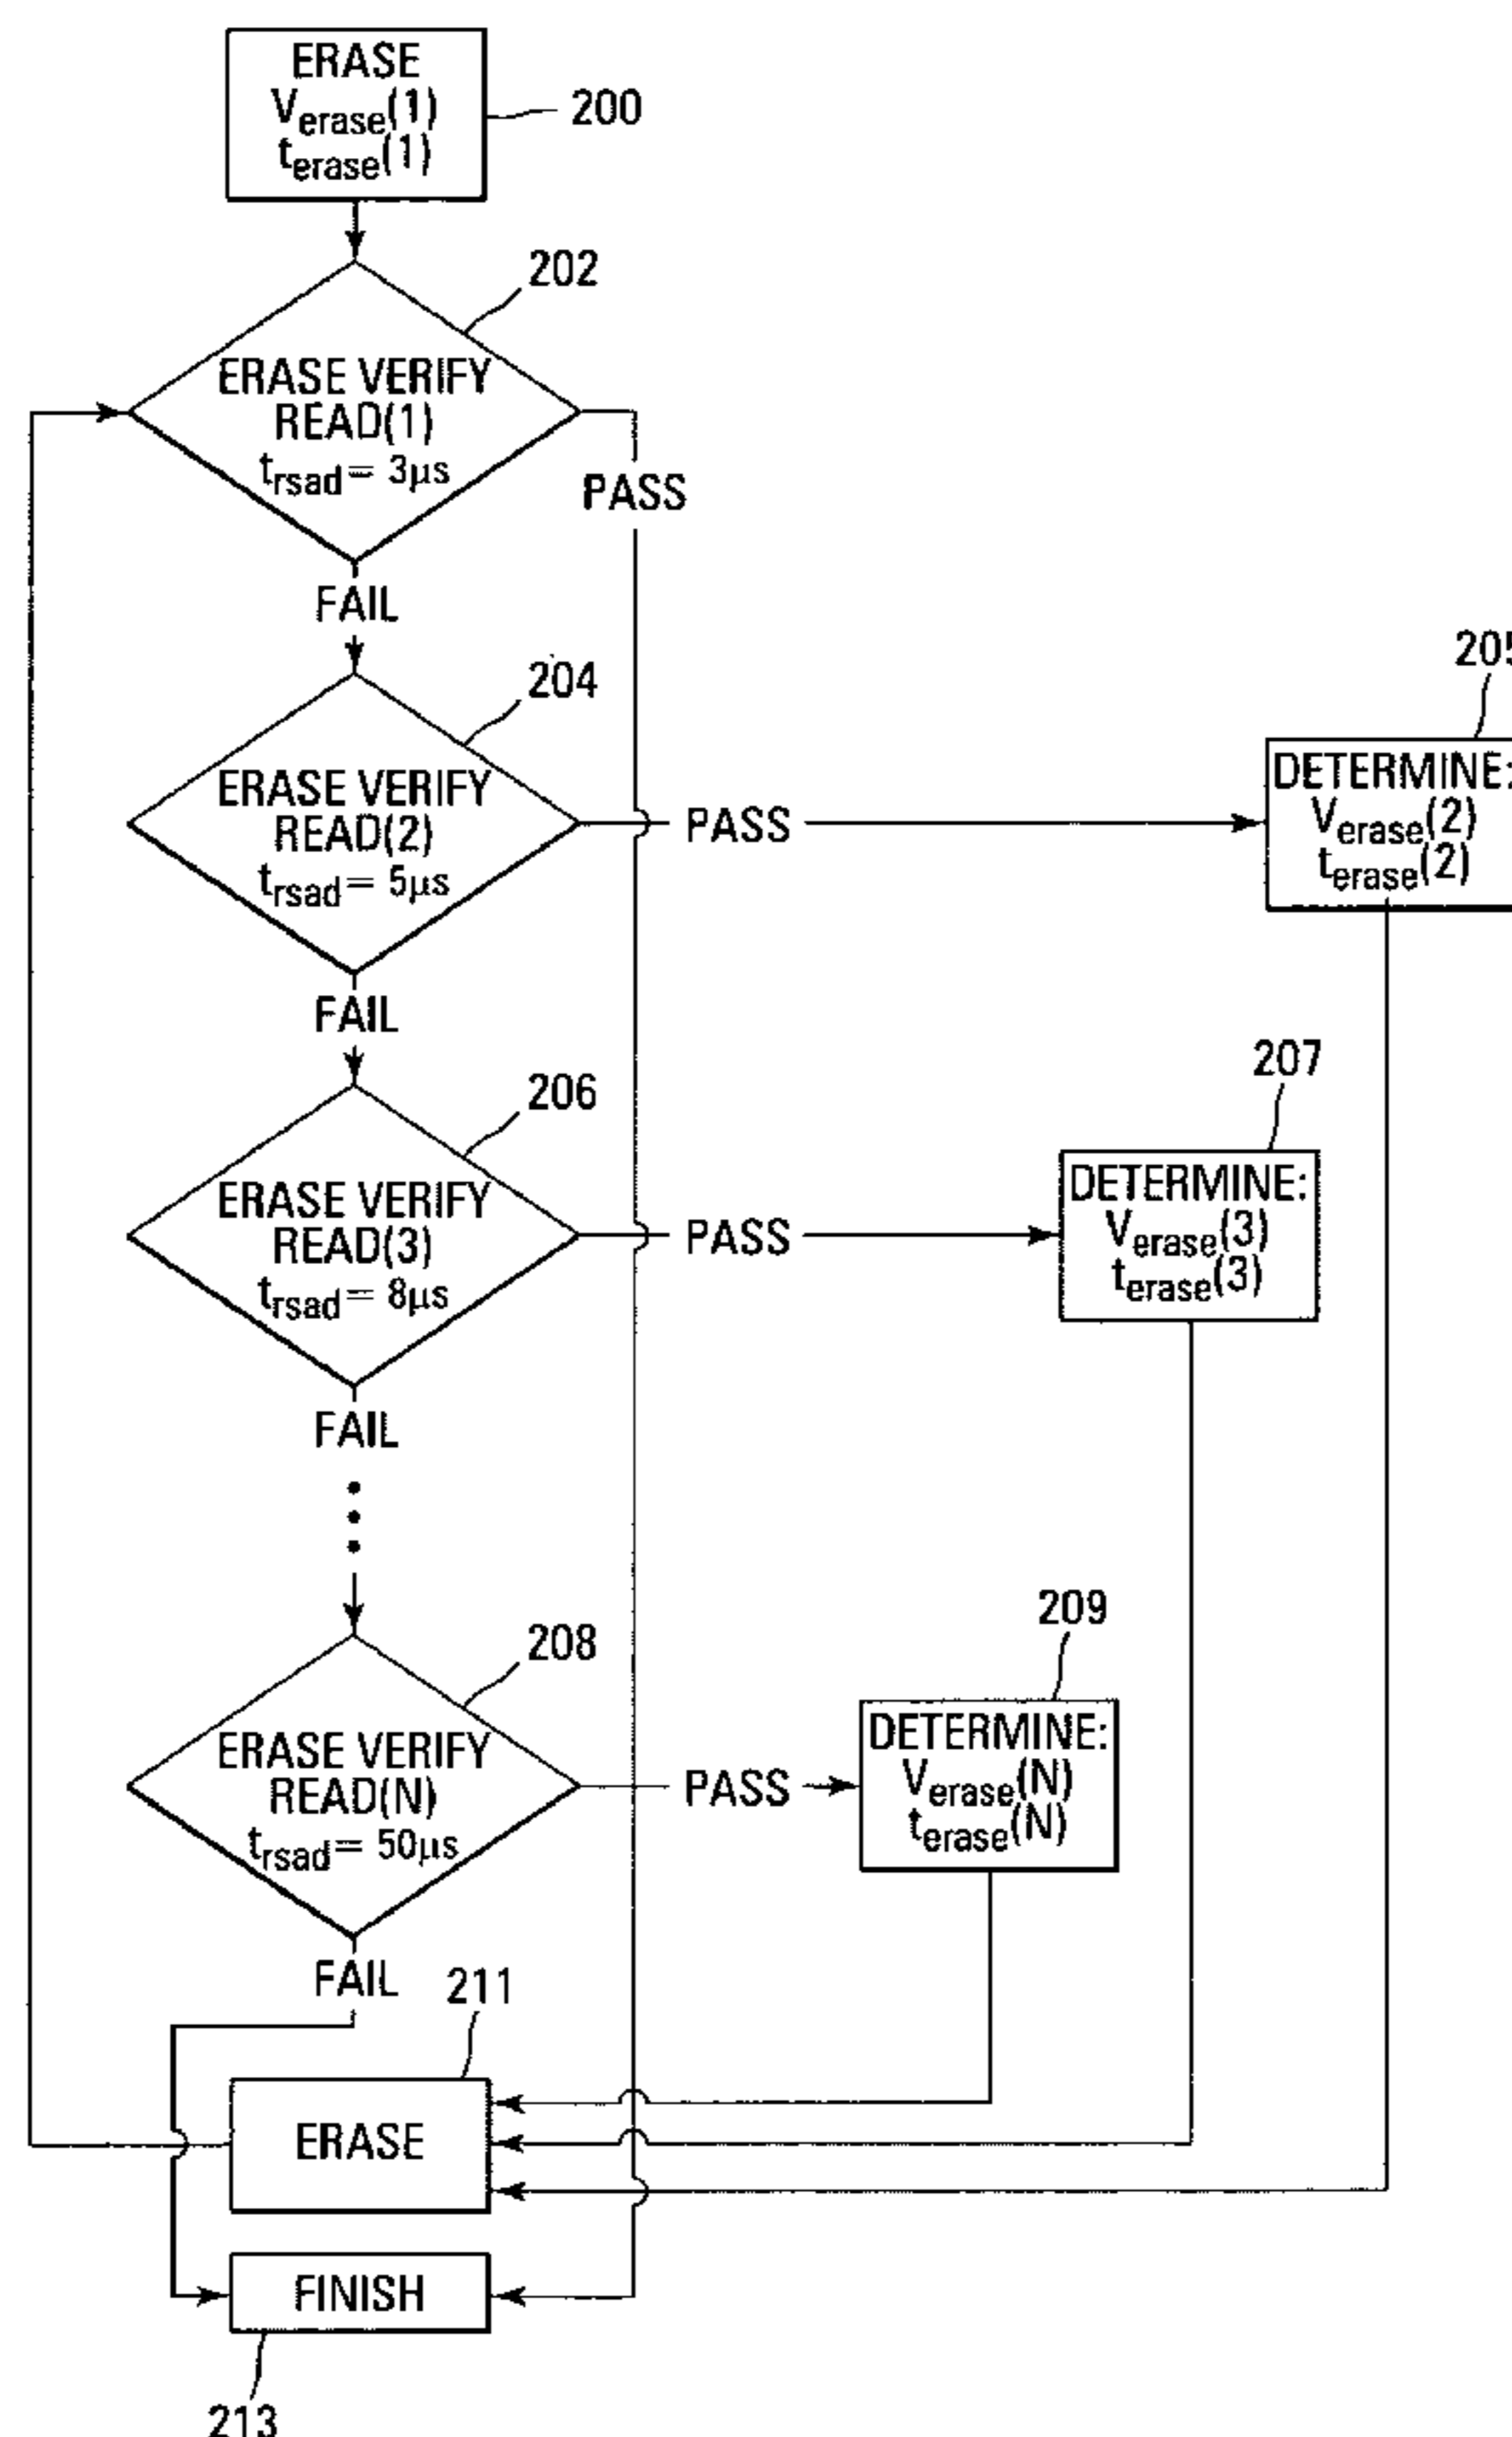 ERASE
Verase(1)
terase(1)
200
202
ERASE VERIFY
READ(1)
trsad = 3µs
PASS
FAIL
204
ERASE VERIFY
READ(2)
trsad = 5µs
PASS
205
DETERMINE:
Verase(2)
terase(2)
FAIL
206
ERASE VERIFY
READ(3)
trsad = 8µs
PASS
207
DETERMINE:
Verase(3)
terase(3)
FAIL
208
ERASE VERIFY
READ(N)
trsad = 50µs
PASS
209
DETERMINE:
Verase(N)
terase(N)
FAIL
211
ERASE
FINISH
213